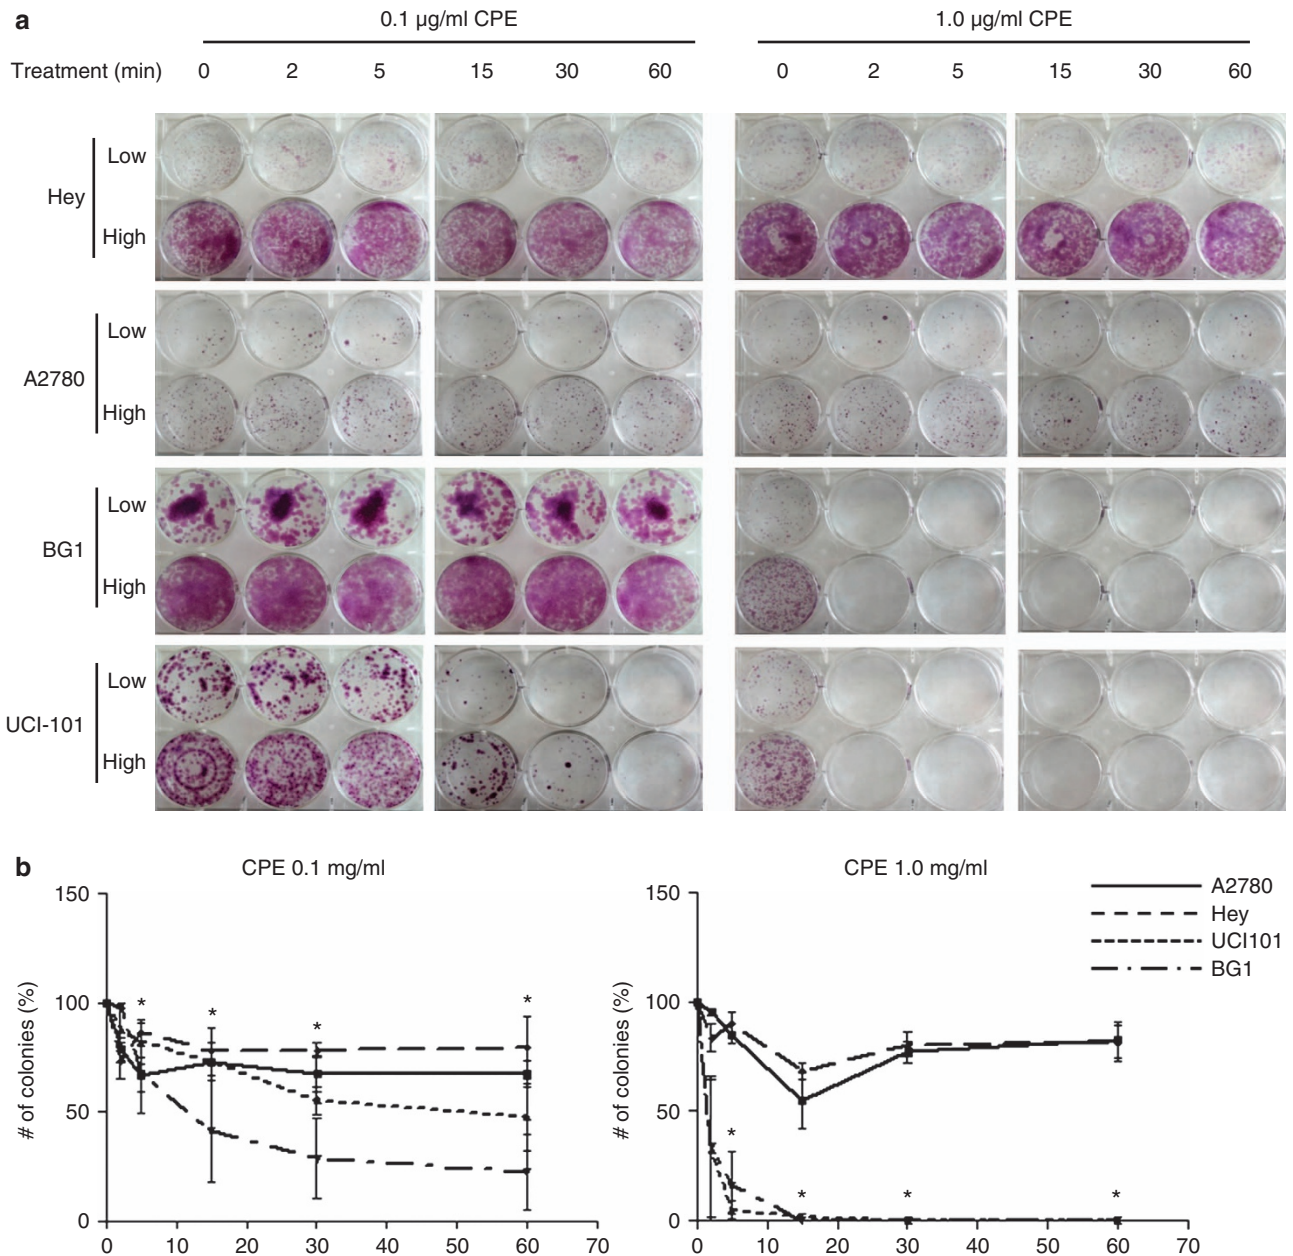 a
0.1 µg/ml CPE
1.0 µg/ml CPE
Treatment (min) 0 2 5 15 30 60 0 2 5 15 30 60
Hey
Low
High
A2780
Low
High
BG1
Low
High
UCI-101
Low
High
b
CPE 0.1 mg/ml
# of colonies (%)
150
100
50
0
0 10 20 30 40 50 60 70
* * * *
CPE 1.0 mg/ml
# of colonies (%)
150
100
50
0
0 10 20 30 40 50 60 70
* * * *
A2780
Hey
UCI101
BG1